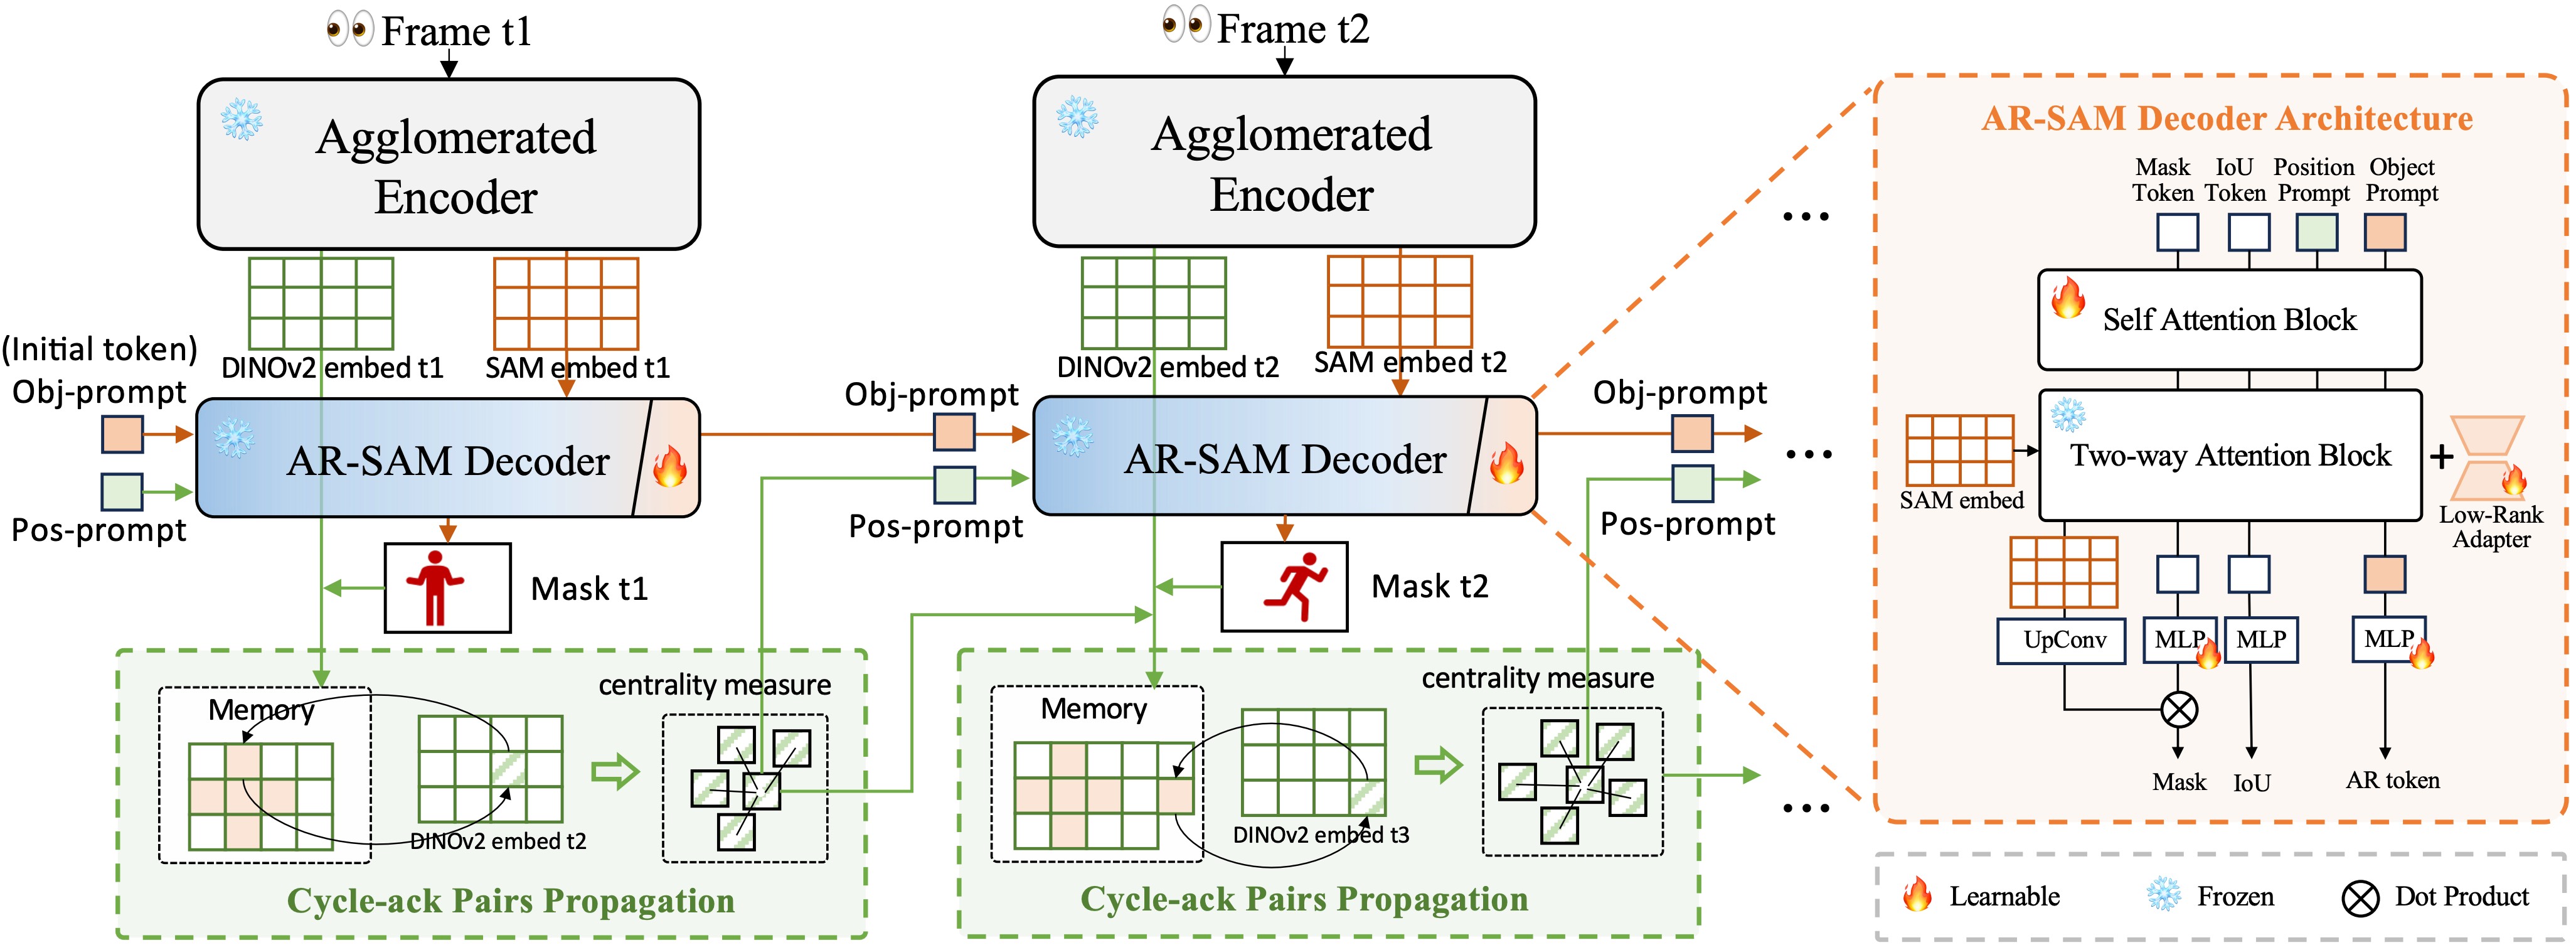 Frame t1
Agglomerated
Encoder
DINOv2 embed t1
SAM embed t1
(Initial token)
Obj-prompt
Pos-prompt
AR-SAM Decoder
Mask t1
Memory
DINOv2 embed t2
centrality measure
Cycle-ack Pairs Propagation
Frame t2
Agglomerated
Encoder
DINOv2 embed t2
SAM embed t2
Obj-prompt
Pos-prompt
AR-SAM Decoder
Mask t2
Memory
DINOv2 embed t3
centrality measure
Cycle-ack Pairs Propagation
...
Obj-prompt
Pos-prompt
...
...
AR-SAM Decoder Architecture
Mask
Token
IoU
Token
Position
Prompt
Object
Prompt
Self Attention Block
Two-way Attention Block
+
SAM embed
Low-Rank
Adapter
UpConv
MLP
MLP
MLP
Mask
IoU
AR token
Learnable
Frozen
Dot Product